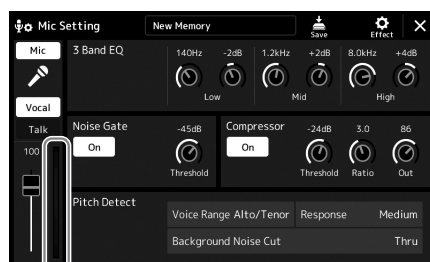 Mic Setting
New Memory
Save
Effect
Mic
Vocal
Talk
100
3 Band EQ
140Hz -2dB 1.2kHz +2dB 8.0kHz +4dB
Low Mid High
Noise Gate
On
-45dB
Threshold
Compressor
On
-24dB 3.0 86
Threshold Ratio Out
Pitch Detect
Voice Range Alto/Tenor Response Medium
Background Noise Cut Thru